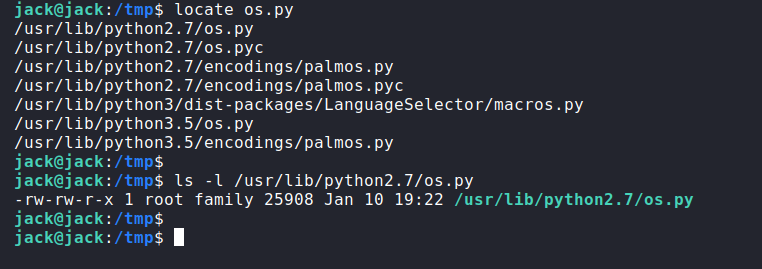 jack@jack:/tmp$ locate os.py
/usr/lib/python2.7/os.py
/usr/lib/python2.7/os.pyc
/usr/lib/python2.7/encodings/palmos.py
/usr/lib/python2.7/encodings/palmos.pyc
/usr/lib/python3/dist-packages/LanguageSelector/macros.py
/usr/lib/python3.5/os.py
/usr/lib/python3.5/encodings/palmos.py
jack@jack:/tmp$
jack@jack:/tmp$ ls -l /usr/lib/python2.7/os.py
-rw-rw-r-x 1 root family 25908 Jan 10 19:22 /usr/lib/python2.7/os.py
jack@jack:/tmp$
jack@jack:/tmp$